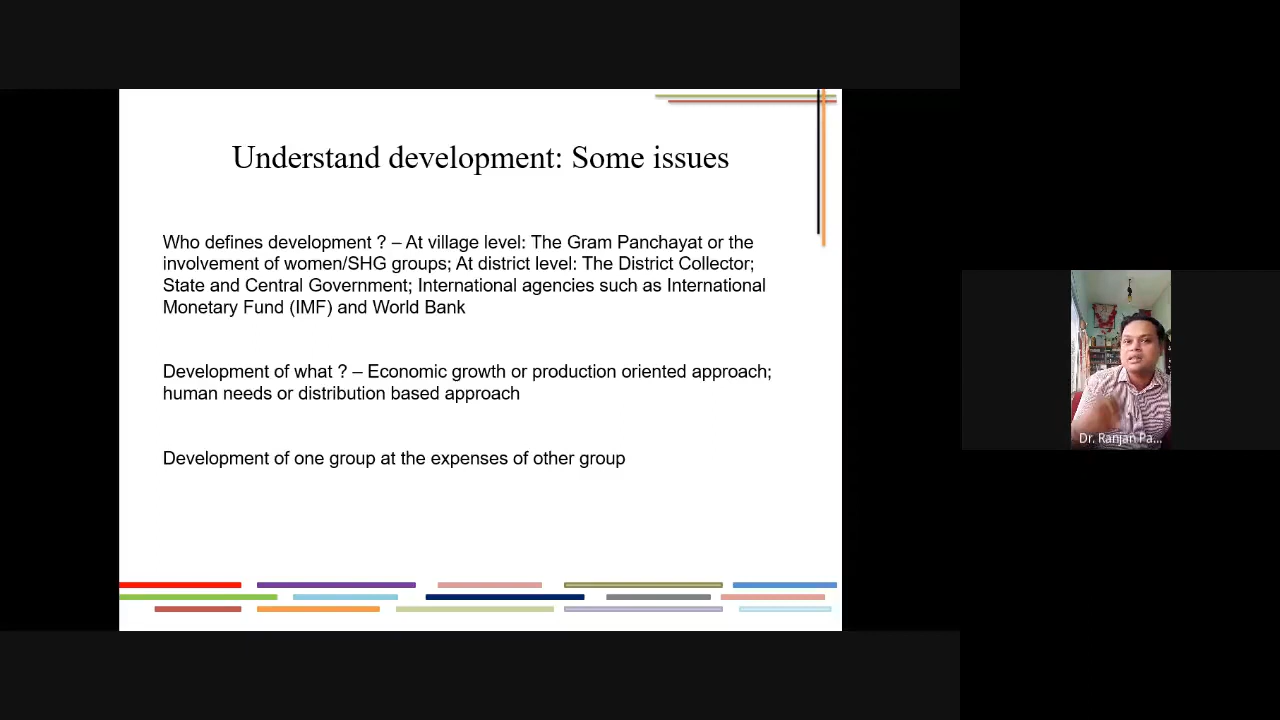 Understand development: Some issues
Who defines development ? – At village level: The Gram Panchayat or the
involvement of women/SHG groups; At district level: The District Collector;
State and Central Government; International agencies such as International
Monetary Fund (IMF) and World Bank
Development of what ? – Economic growth or production oriented approach;
human needs or distribution based approach
Development of one group at the expenses of other group
Dr. Ranjan Pa...